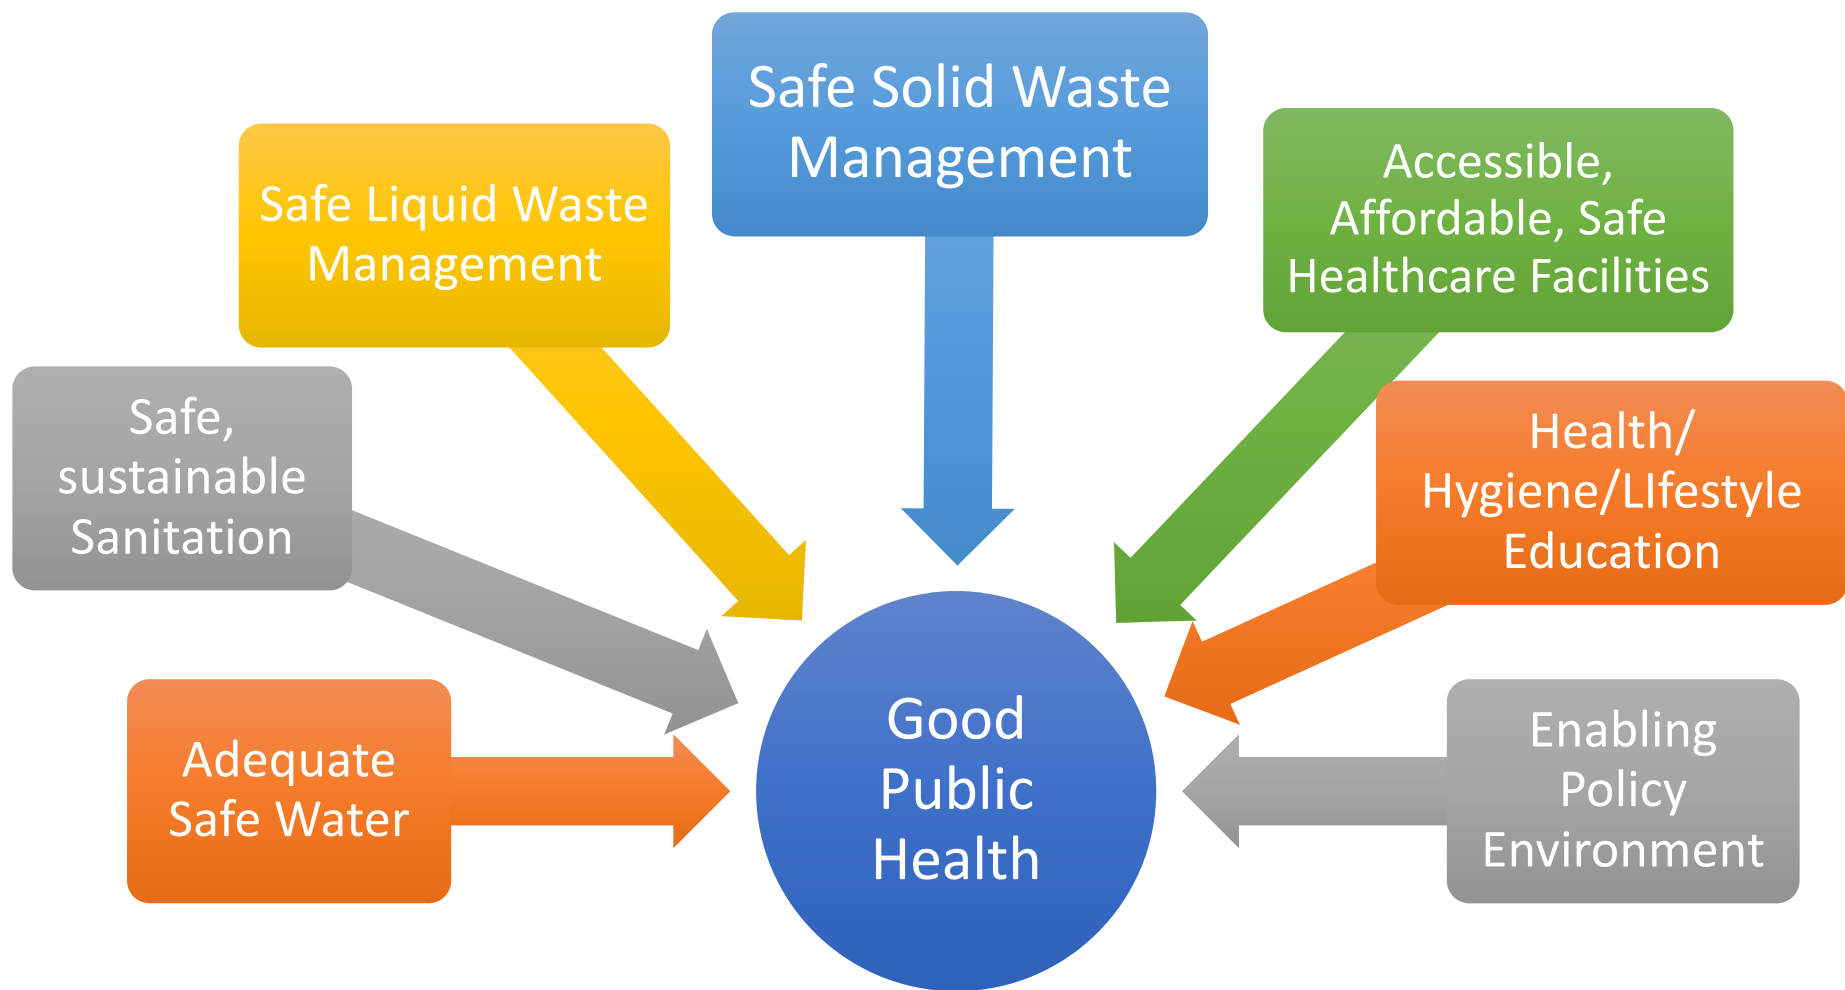 Safe Solid Waste
Management
Safe Liquid Waste
Management
Accessible,
Affordable, Safe
Healthcare Facilities
Safe,
sustainable
Sanitation
Health/
Hygiene/LIfestyle
Education
Adequate
Safe Water
Good
Public
Health
Enabling
Policy
Environment